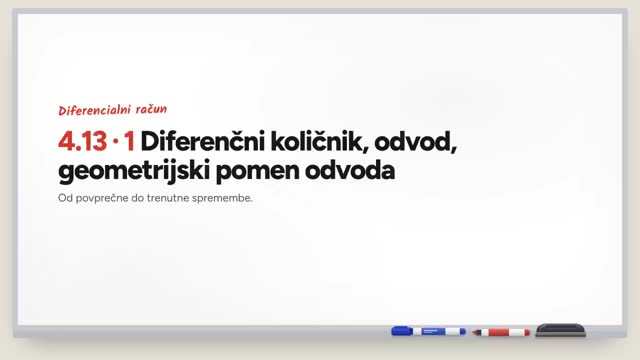 Diferencialni račun
4.13 · 1 Diferenčni količnik, odvod,
geometrijski pomen odvoda
Od povprečne do trenutne spremembe.